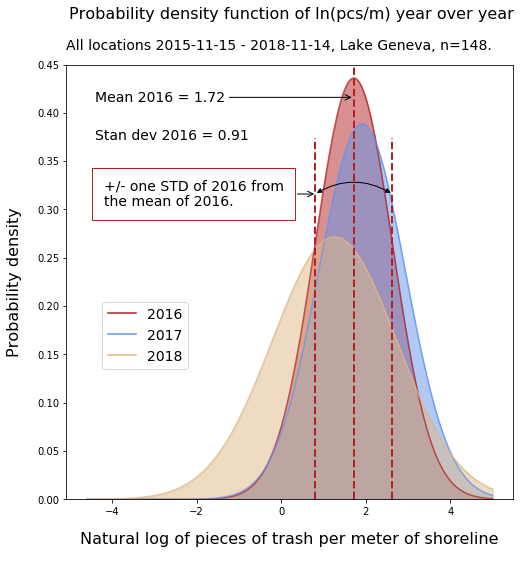 Probability density function of ln(pcs/m) year over year
All locations 2015-11-15 - 2018-11-14, Lake Geneva, n=148.
0.45
Mean 2016 = 1.72
0.40
Stan dev 2016 = 0.91
0.35
+/- one STD of 2016 from
the mean of 2016.
0.30
0.25
Probability density
0.20
2016
2017
2018
0.15
0.10
0.05
0.00
−4 −2 0 2 4
Natural log of pieces of trash per meter of shoreline